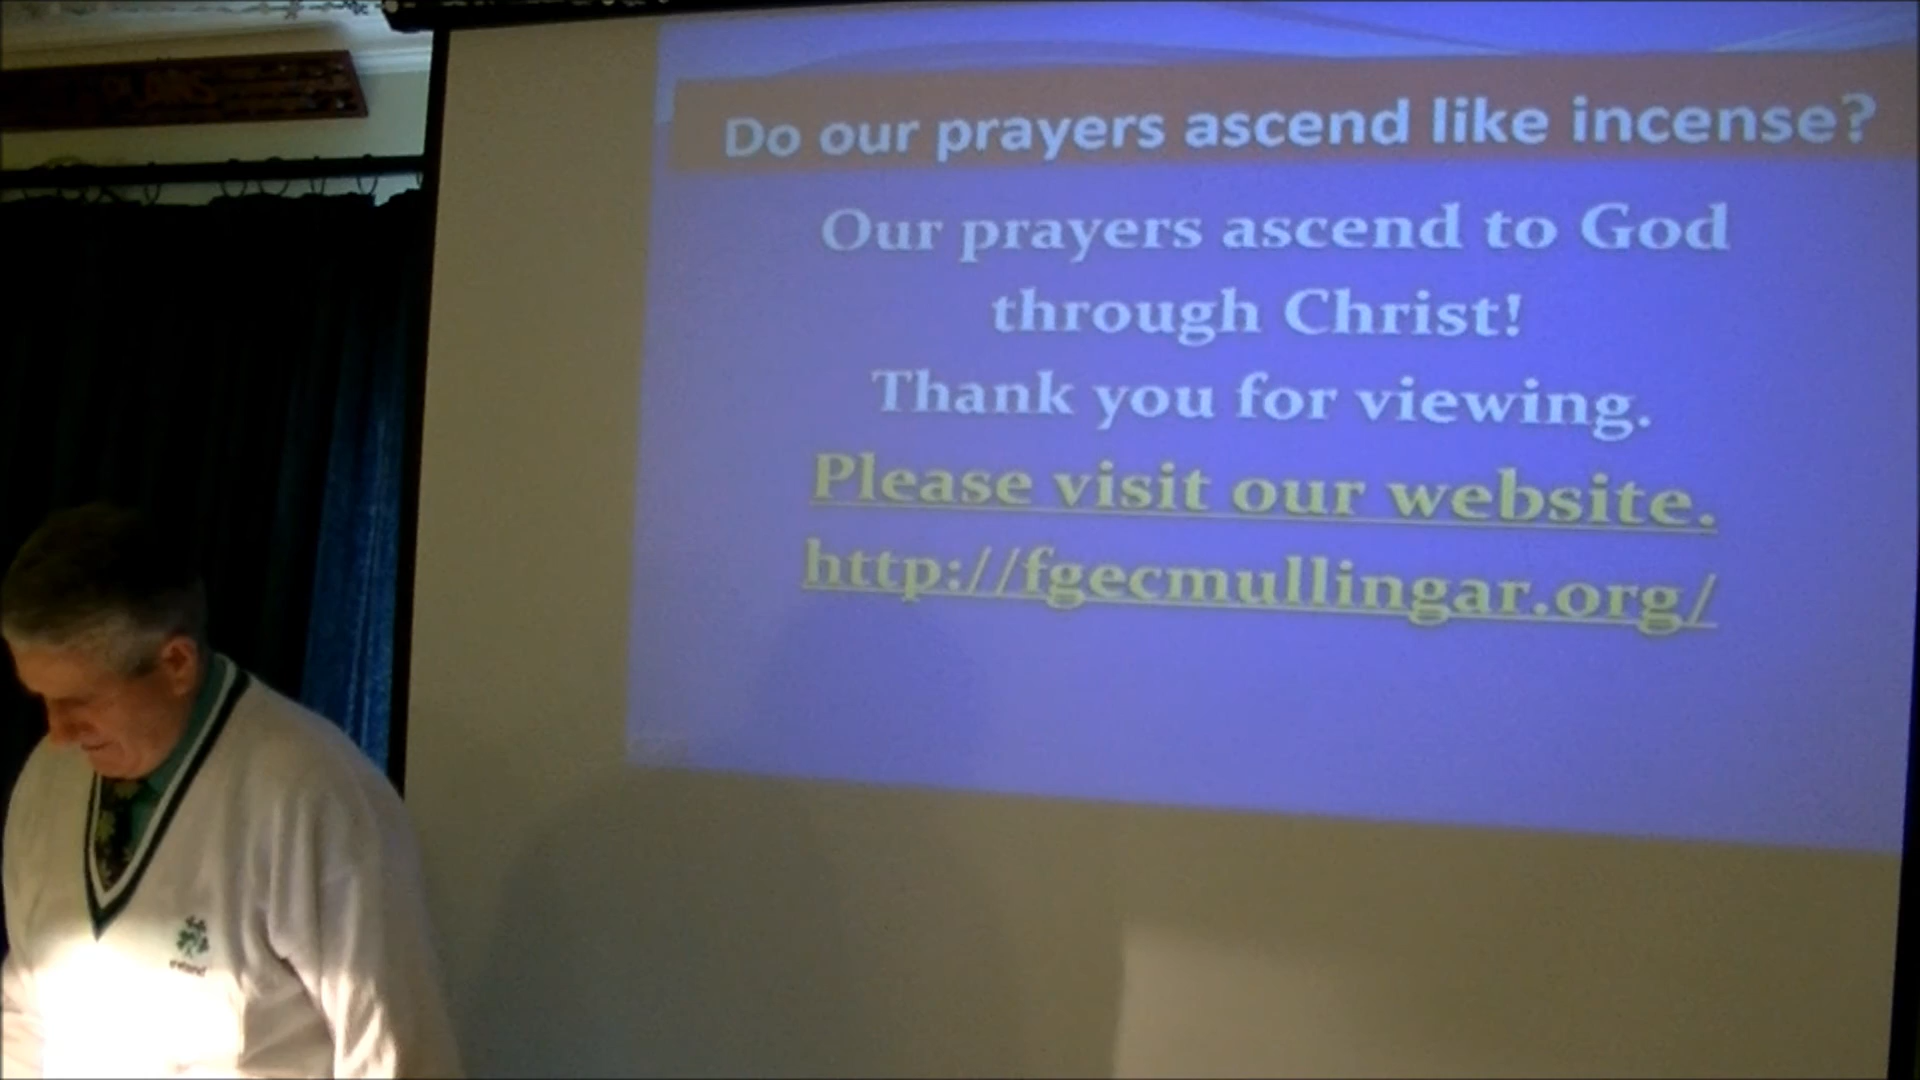 Do our prayers ascend like incense?
Our prayers ascend to God
through Christ!
Thank you for viewing.
Please visit our website.
http://fgecmullingar.org/
Ireland